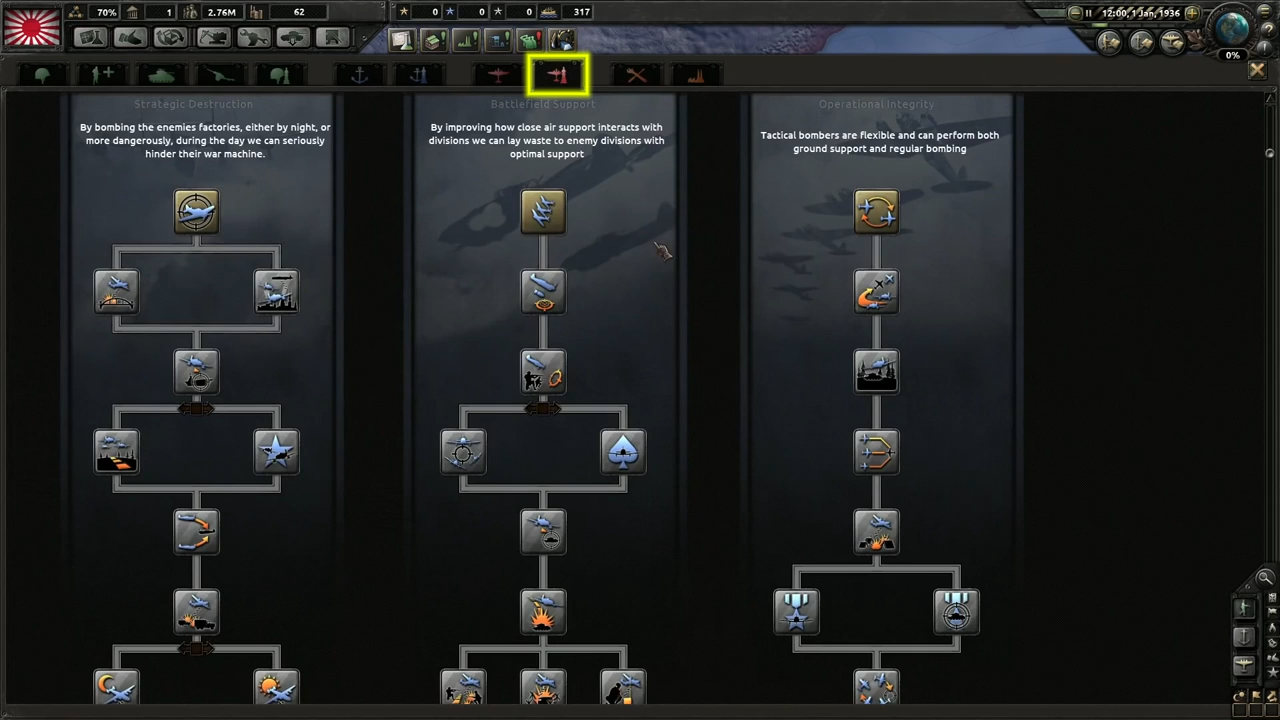 70% 1 2.76M 62 0 0 0 317 12:00, 1 Jan, 1936
0%
Strategic Destruction
By bombing the enemies factories, either by night, or
more dangerously, during the day we can seriously
hinder their war machine.
Battlefield Support
By improving how close air support interacts with
divisions we can lay waste to enemy divisions with
optimal support
Operational Integrity
Tactical bombers are flexible and can perform both
ground support and regular bombing